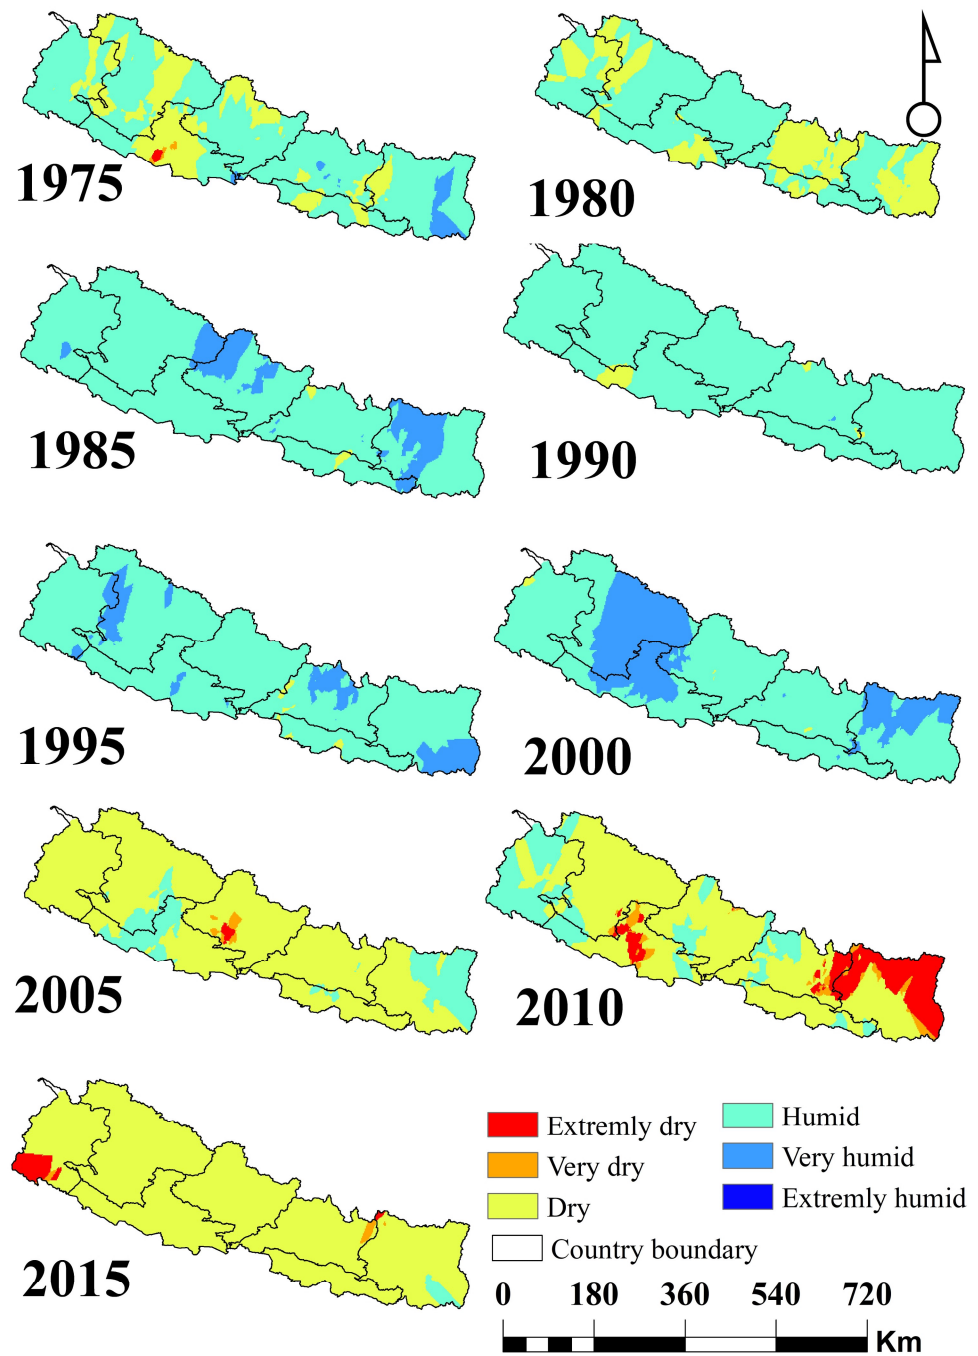 1975
1980
1985
1990
1995
2000
2005
2010
2015
Extremly dry
Very dry
Dry
Country boundary
Humid
Very humid
Extremly humid
0 180 360 540 720
Km